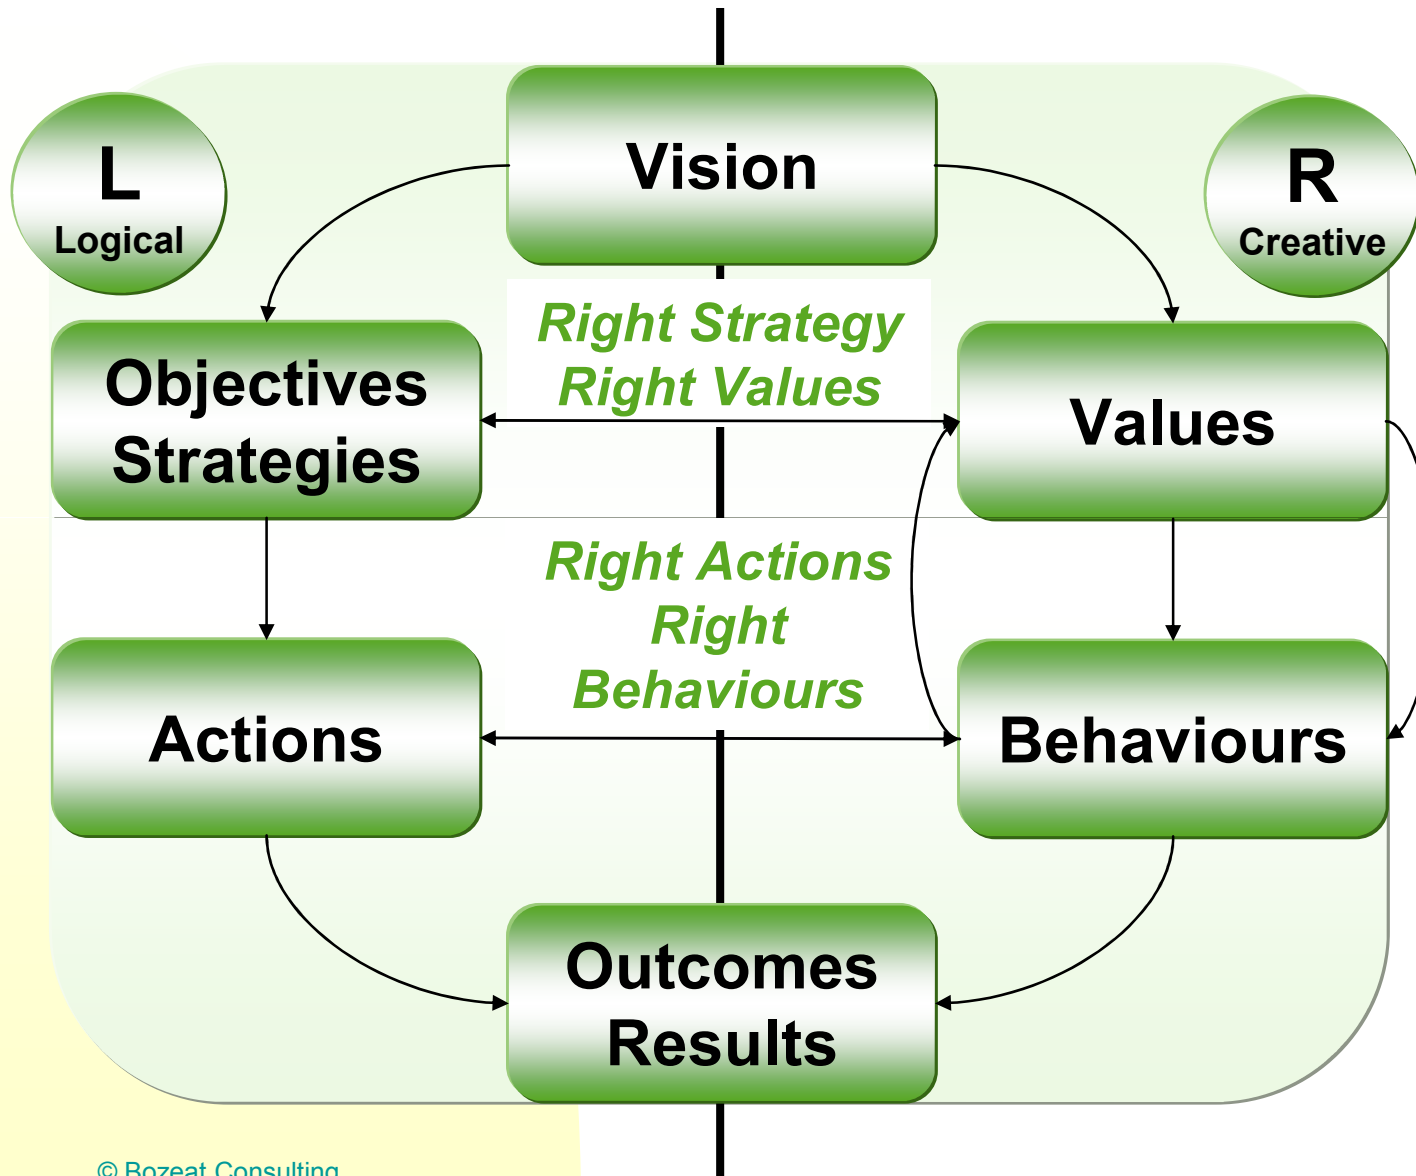 Vision
L
Logical
R
Creative
Right Strategy
Right Values
Objectives
Strategies
Values
Right Actions
Right
Behaviours
Actions
Behaviours
Outcomes
Results
© Bozeat Consulting